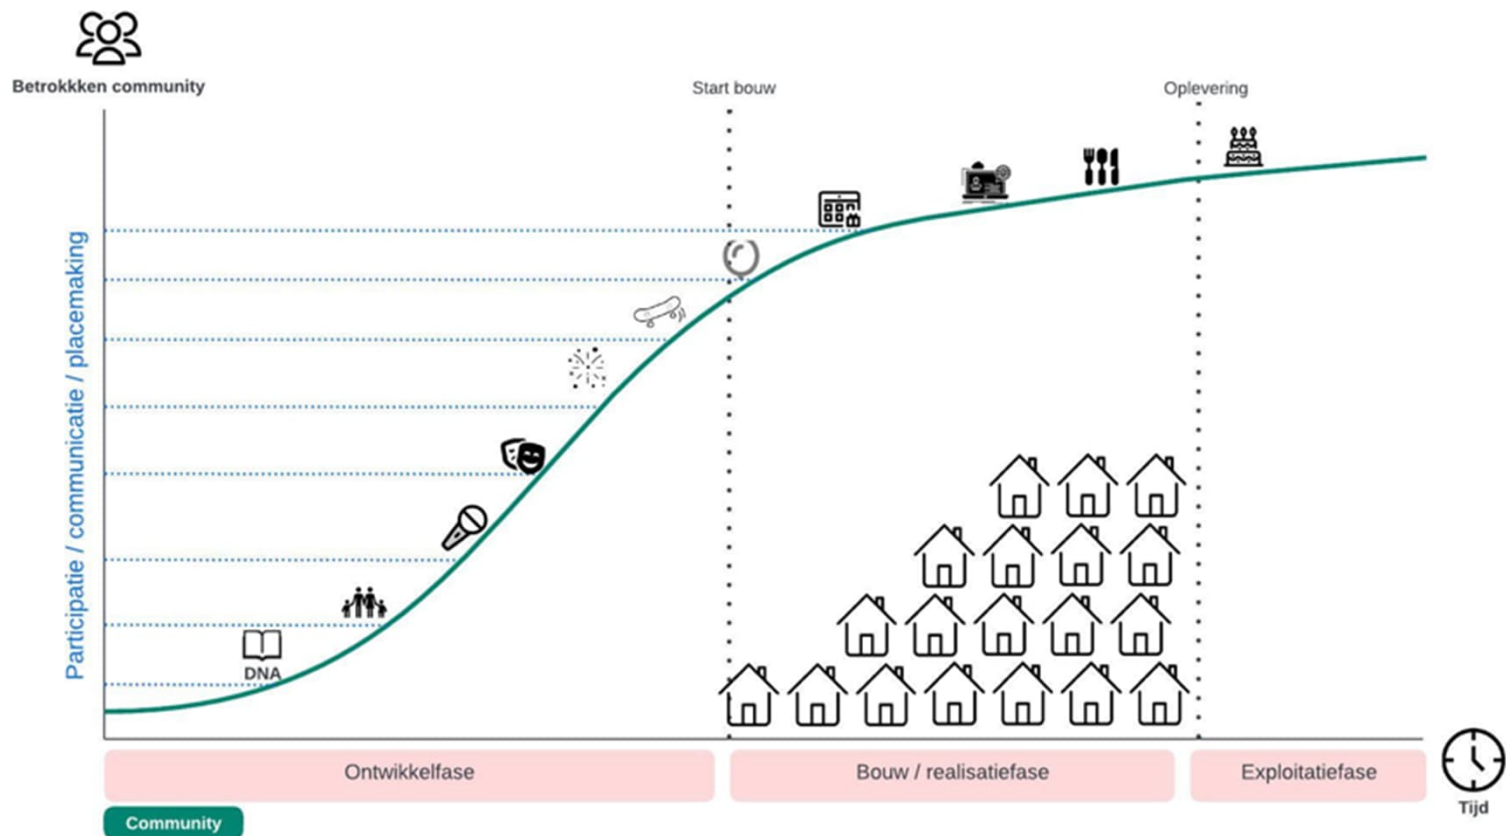 Betrokkken community
Start bouw
Oplevering
Participatie / communicatie / placemaking
DNA
Ontwikkelfase
Bouw / realisatiefase
Exploitatiefase
Tijd
Community